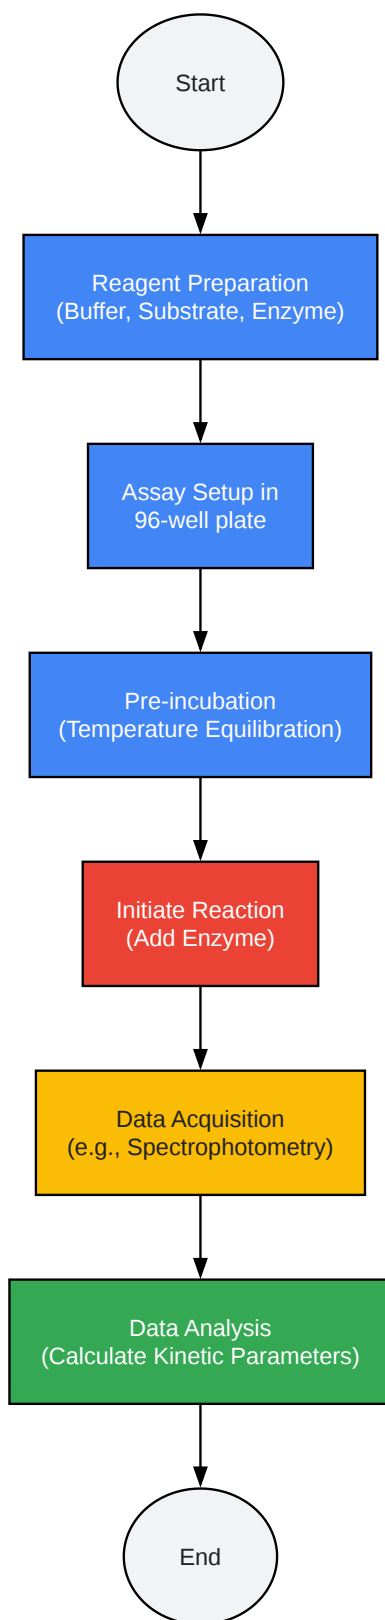 Start
Reagent Preparation
(Buffer, Substrate, Enzyme)
Assay Setup in
96-well plate
Pre-incubation
(Temperature Equilibration)
Initiate Reaction
(Add Enzyme)
Data Acquisition
(e.g., Spectrophotometry)
Data Analysis
(Calculate Kinetic Parameters)
End